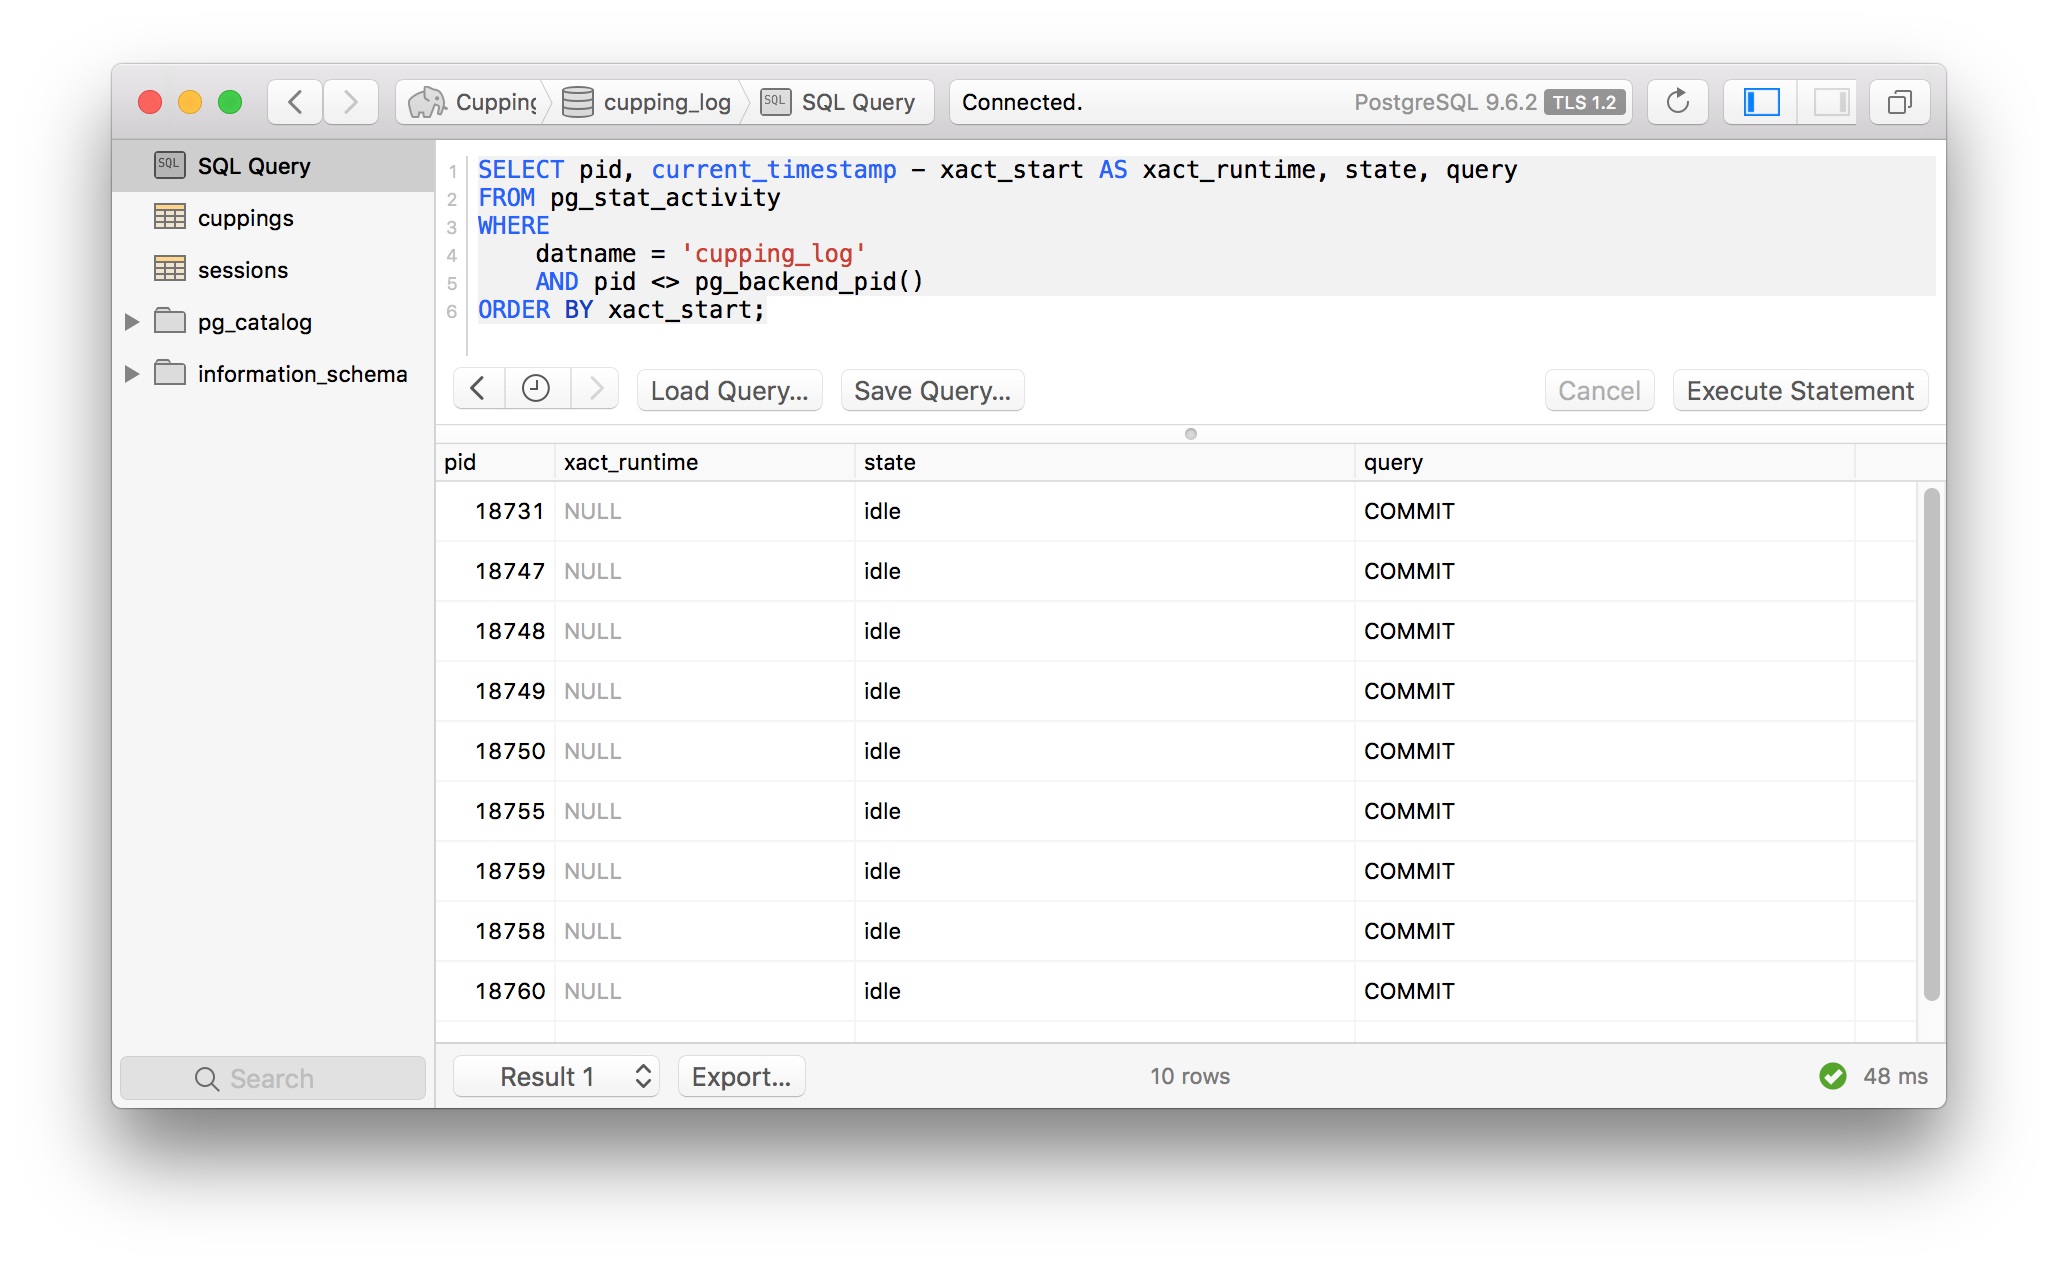 Cupping
cupping_log
SQL
SQL Query
Connected.
PostgreSQL 9.6.2
TLS 1.2
SQL
SQL Query
cuppings
sessions
pg_catalog
information_schema
Search
1 SELECT pid, current_timestamp - xact_start AS xact_runtime, state, query
2 FROM pg_stat_activity
3 WHERE
4 datname = 'cupping_log'
5 AND pid <> pg_backend_pid()
6 ORDER BY xact_start;
Load Query...
Save Query...
Cancel
Execute Statement
pid xact_runtime state query
18731 NULL idle COMMIT
18747 NULL idle COMMIT
18748 NULL idle COMMIT
18749 NULL idle COMMIT
18750 NULL idle COMMIT
18755 NULL idle COMMIT
18759 NULL idle COMMIT
18758 NULL idle COMMIT
18760 NULL idle COMMIT
Result 1
Export...
10 rows
48 ms